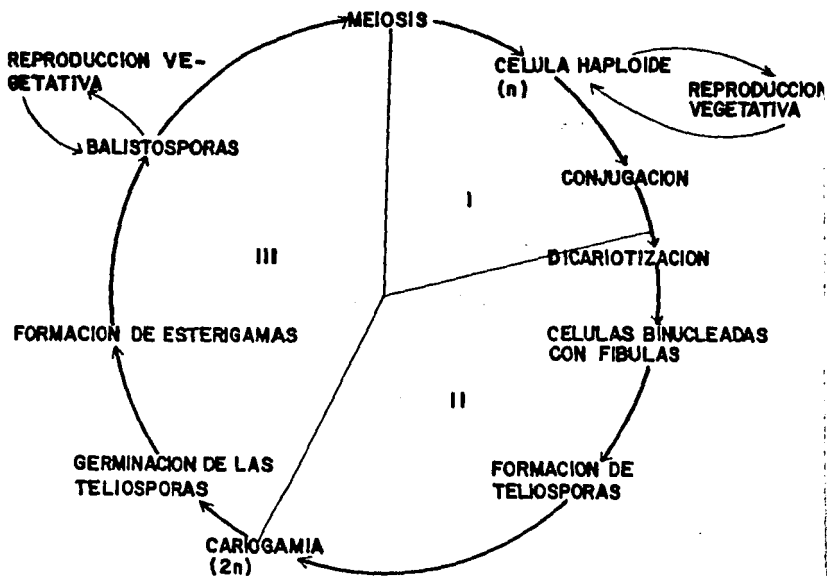 MEIOSIS
CELULA HAPLOIDE
(n)
REPRODUCCION
VEGETATIVA
CONJUGACION
I
DICARIOTIZACION
CELULAS BINUCLEADAS
CON FIBULAS
II
FORMACION DE
TELIOSPORAS
CARIOGAMIA
(2n)
GERMINACION DE LAS
TELIOSPORAS
FORMACION DE ESTERIGAMAS
III
BALISTOSPORAS
REPRODUCCION VE-
GETATIVA